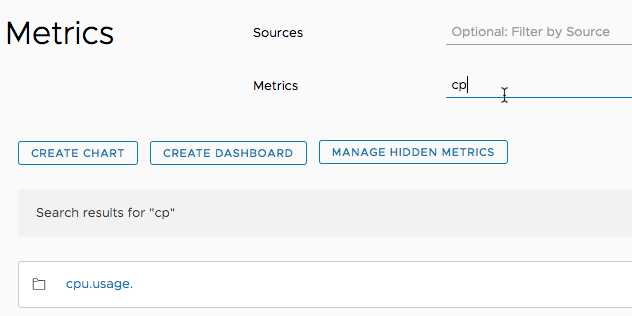 Metrics
Sources
Optional: Filter by Source
Metrics
cp
CREATE CHART
CREATE DASHBOARD
MANAGE HIDDEN METRICS
Search results for "cp"
cpu.usage.